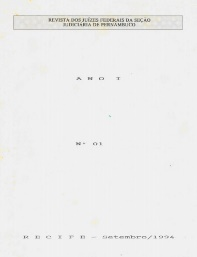 REVISTA DOS JUÍZES FEDERAIS DA SEÇÃO
JUDICIÁRIA DE PERNAMBUCO
A N O I
Nº 01
R E C I F E - Setembro/1994